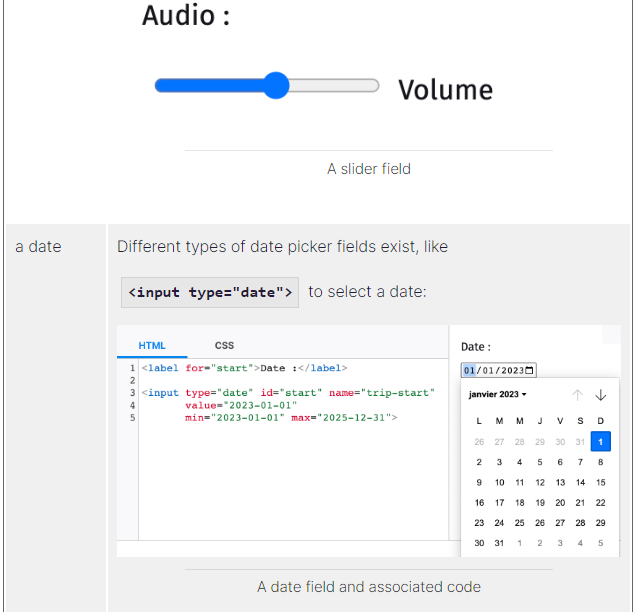 Audio :
Volume
A slider field
a date
Different types of date picker fields exist, like
<input type="date"> to select a date:
HTML CSS
1 <label for="start">Date :</label>
2
3 <input type="date" id="start" name="trip-start"
4 value="2023-01-01"
5 min="2023-01-01" max="2025-12-31">
Date :
01/01/2023
janvier 2023
L M M J V S D
26 27 28 29 30 31 1
2 3 4 5 6 7 8
9 10 11 12 13 14 15
16 17 18 19 20 21 22
23 24 25 26 27 28 29
30 31 1 2 3 4 5
A date field and associated code